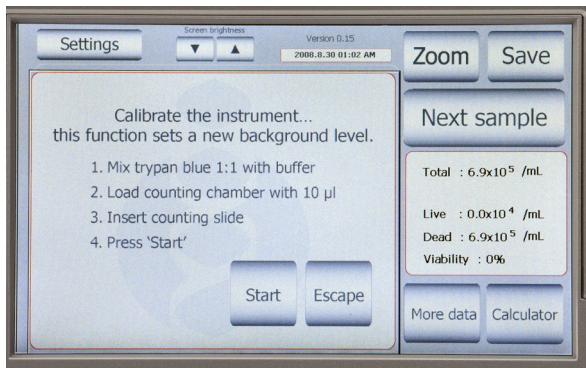 Settings
Screen brightness
Version 0.15
2008.8.30 01:02 AM
Zoom
Save
Calibrate the instrument...
this function sets a new background level.
1. Mix trypan blue 1:1 with buffer
2. Load counting chamber with 10 µl
3. Insert counting slide
4. Press 'Start'
Start
Escape
Next sample
Total : 6.9x10⁵ /mL
Live : 0.0x10⁴ /mL
Dead : 6.9x10⁵ /mL
Viability : 0%
More data
Calculator